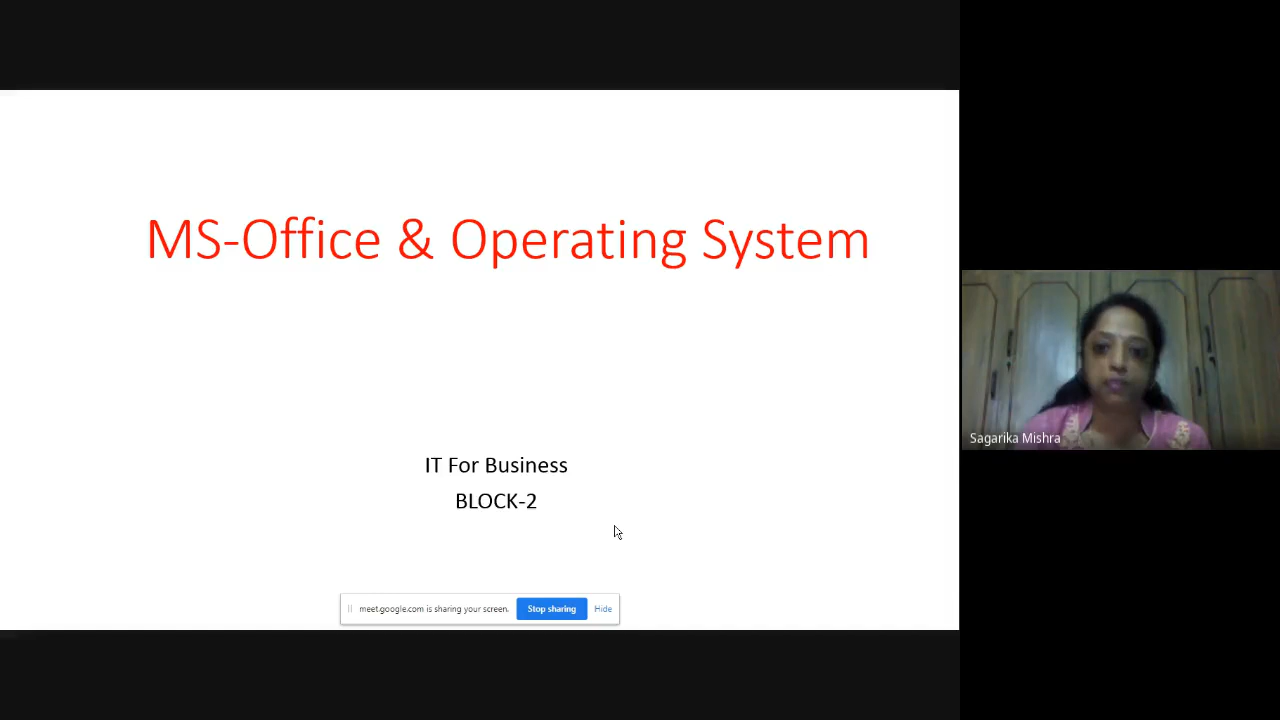 MS-Office & Operating System
IT For Business
BLOCK-2
meet.google.com is sharing your screen.
Stop sharing
Hide
Sagarika Mishra